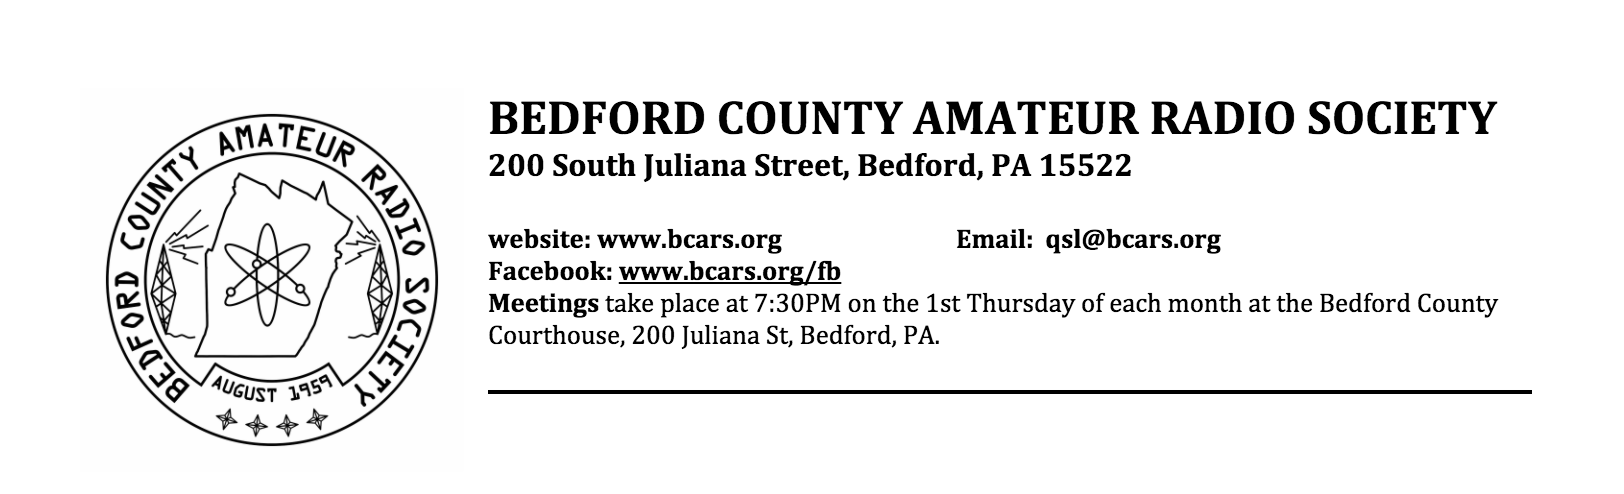 BEDFORD COUNTY AMATEUR RADIO SOCIETY
AUGUST 1959
BEDFORD COUNTY AMATEUR RADIO SOCIETY
200 South Juliana Street, Bedford, PA 15522
website: www.bcars.org Email: qsl@bcars.org
Facebook: www.bcars.org/fb
Meetings take place at 7:30PM on the 1st Thursday of each month at the Bedford County
Courthouse, 200 Juliana St, Bedford, PA.